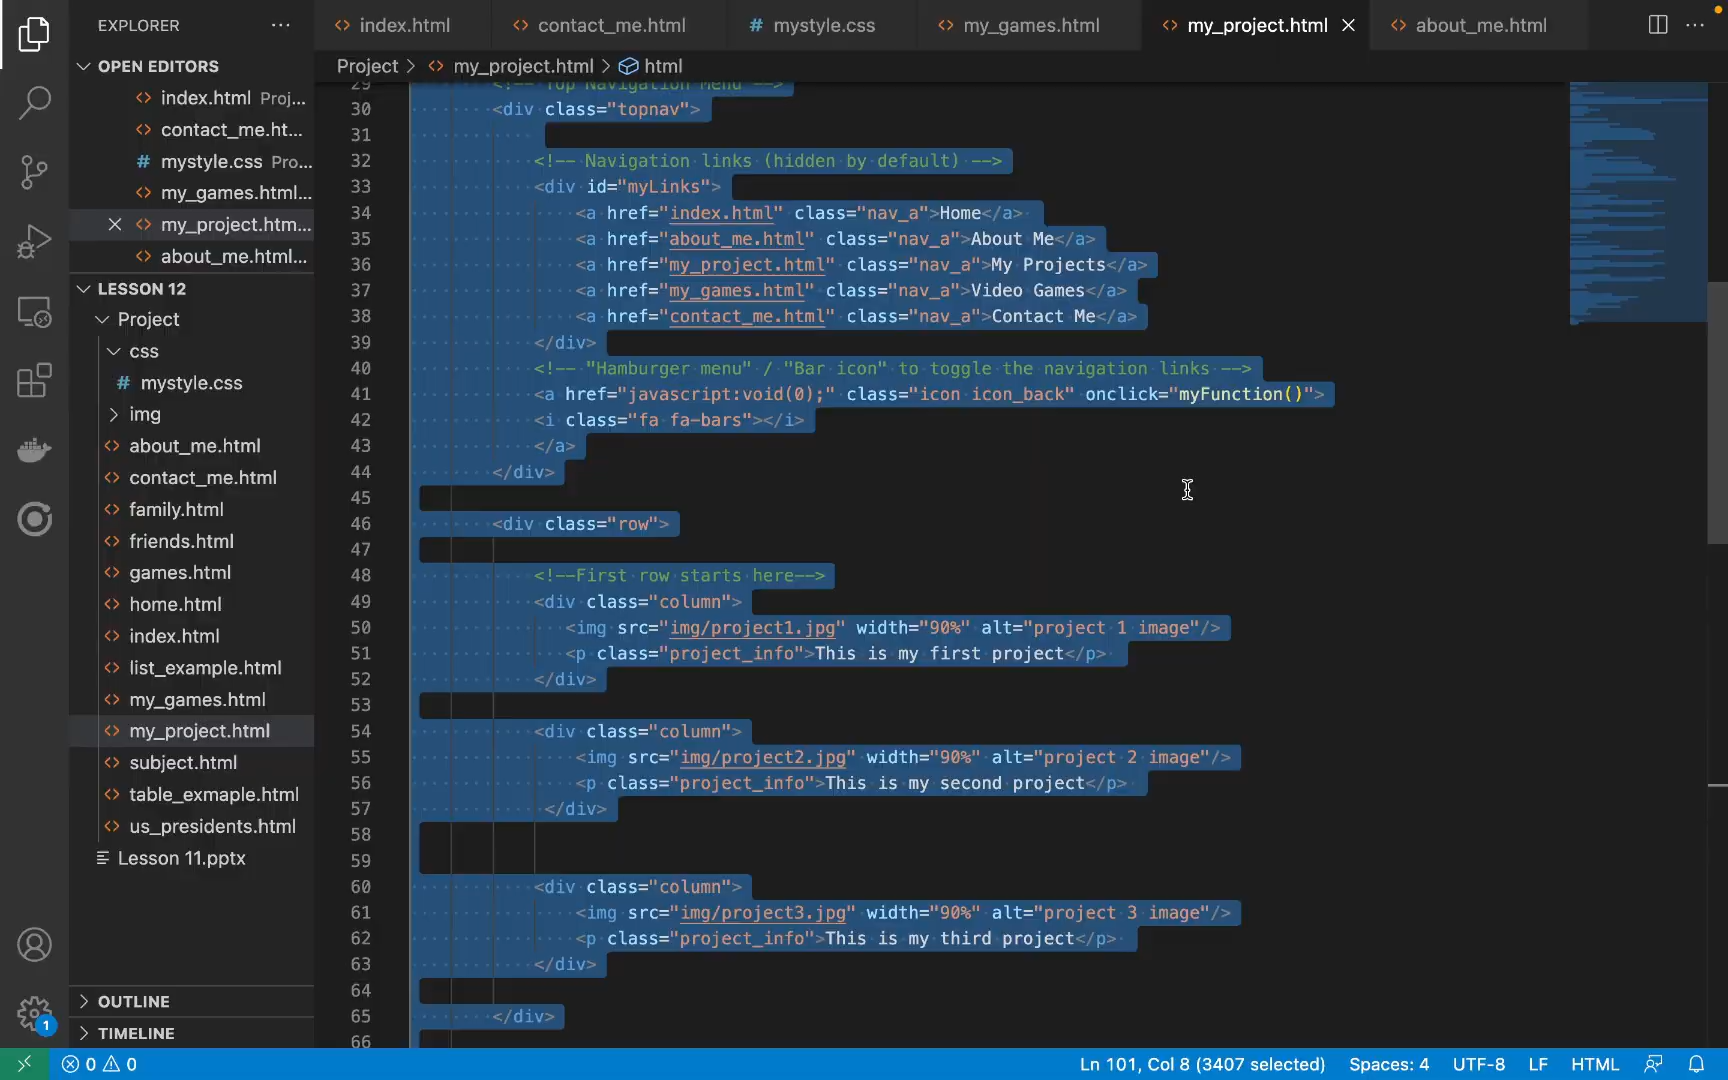 EXPLORER
OPEN EDITORS
index.html Proj...
contact_me.ht...
# mystyle.css Pro...
my_games.html...
my_project.htm...
about_me.html...
LESSON 12
Project
css
# mystyle.css
img
about_me.html
contact_me.html
family.html
friends.html
games.html
home.html
index.html
list_example.html
my_games.html
my_project.html
subject.html
table_exmaple.html
us_presidents.html
Lesson 11.pptx
OUTLINE
TIMELINE
1
index.html
contact_me.html
# mystyle.css
my_games.html
my_project.html
about_me.html
Project > my_project.html > html
29 <!-- Top Navigation Menu -->
30 <div class="topnav">
31
32 <!-- Navigation links (hidden by default) -->
33 <div id="myLinks">
34 <a href="index.html" class="nav_a">Home</a>
35 <a href="about_me.html" class="nav_a">About Me</a>
36 <a href="my_project.html" class="nav_a">My Projects</a>
37 <a href="my_games.html" class="nav_a">Video Games</a>
38 <a href="contact_me.html" class="nav_a">Contact Me</a>
39 </div>
40 <!-- "Hamburger menu" / "Bar icon" to toggle the navigation links -->
41 <a href="javascript:void(0);" class="icon icon_back" onclick="myFunction()">
42 <i class="fa fa-bars"></i>
43 </a>
44 </div>
45
46 <div class="row">
47
48 <!--First row starts here-->
49 <div class="column">
50 <img src="img/project1.jpg" width="90%" alt="project 1 image"/>
51 <p class="project_info">This is my first project</p>
52 </div>
53
54 <div class="column">
55 <img src="img/project2.jpg" width="90%" alt="project 2 image"/>
56 <p class="project_info">This is my second project</p>
57 </div>
58
59
60 <div class="column">
61 <img src="img/project3.jpg" width="90%" alt="project 3 image"/>
62 <p class="project_info">This is my third project</p>
63 </div>
64
65 </div>
66
0 0
Ln 101, Col 8 (3407 selected) Spaces: 4 UTF-8 LF HTML